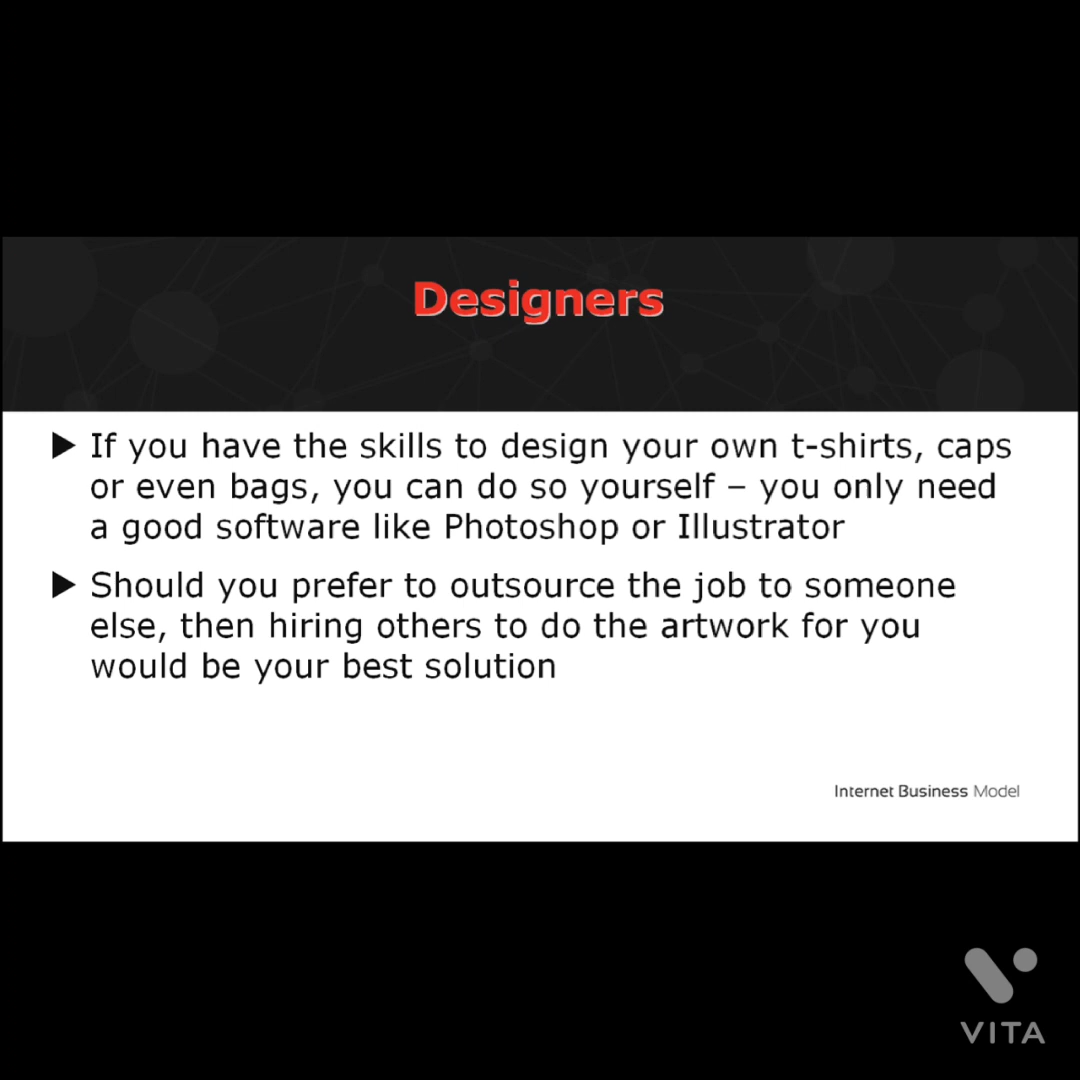 Designers
▶ If you have the skills to design your own t-shirts, caps
or even bags, you can do so yourself – you only need
a good software like Photoshop or Illustrator
▶ Should you prefer to outsource the job to someone
else, then hiring others to do the artwork for you
would be your best solution
Internet Business Model
VITA